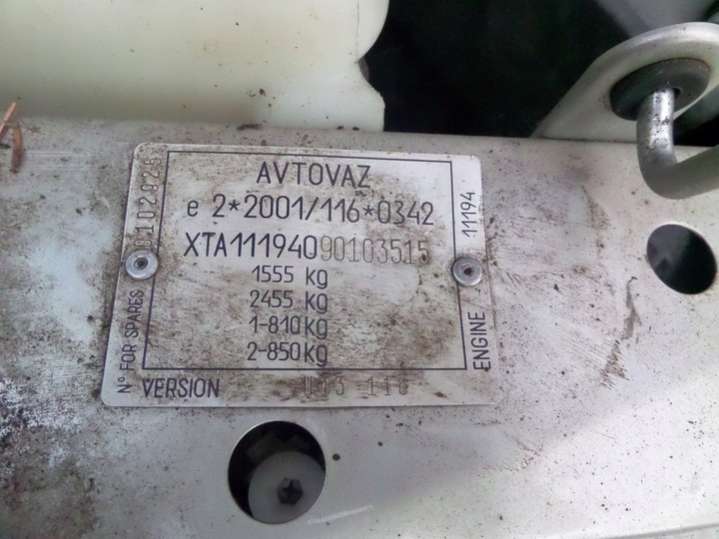 AVTOVAZ
e 2*2001/116*0342
XTA11194090103515
1555 kg
2455 kg
1-810 kg
2-850 kg
VERSION
Nº FOR SPARES
ENGINE 11194